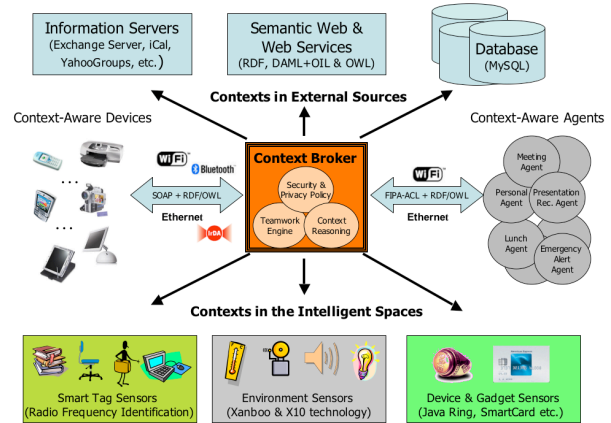 Information Servers
(Exchange Server, iCal,
YahooGroups, etc.)
Semantic Web &
Web Services
(RDF, DAML+OIL & OWL)
Database
(MySQL)
Contexts in External Sources
Context-Aware Devices
Context-Aware Agents
WiFi
Bluetooth
SOAP + RDF/OWL
Ethernet
IrDA
Context Broker
Security &
Privacy Policy
Teamwork
Engine
Context
Reasoning
WiFi
FIPA-ACL + RDF/OWL
Ethernet
Meeting
Agent
Personal
Agent
Presentation
Rec. Agent
Lunch
Agent
Emergency
Alert
Agent
Contexts in the Intelligent Spaces
Smart Tag Sensors
(Radio Frequency Identification)
Environment Sensors
(Xanboo & X10 technology)
Device & Gadget Sensors
(Java Ring, SmartCard etc.)